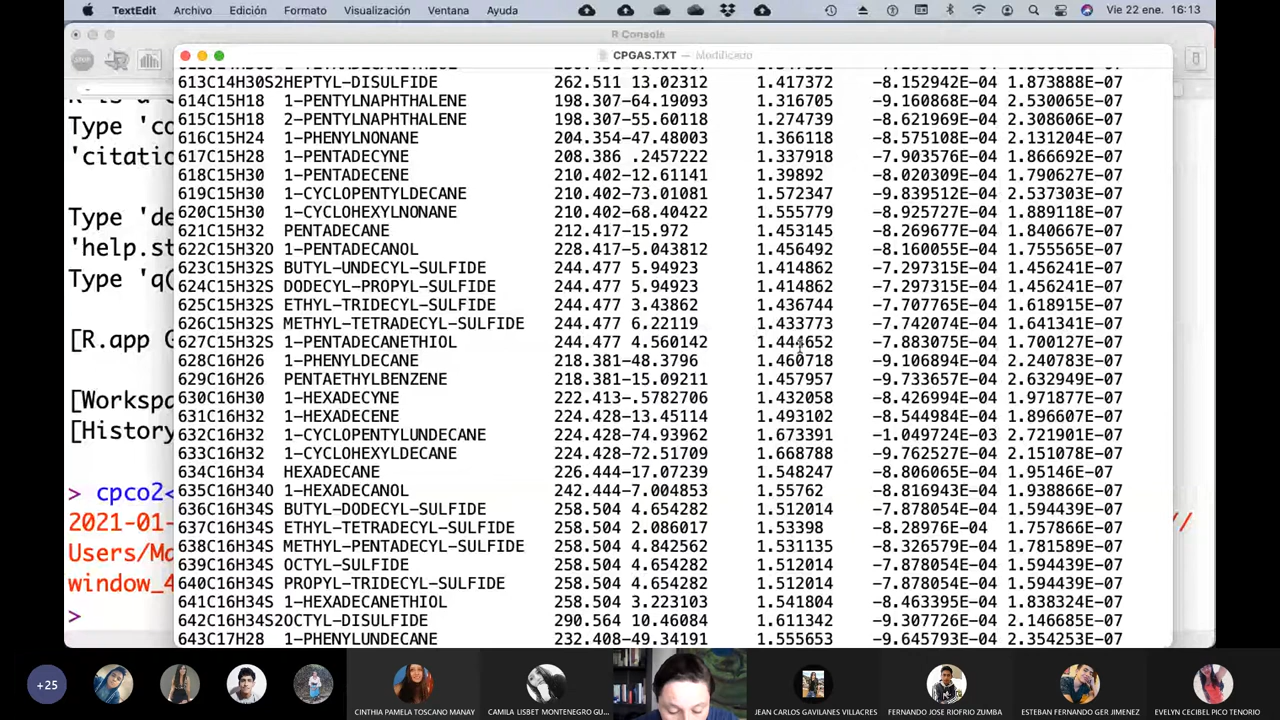 TextEdit Archivo Edición Formato Visualización Ventana Ayuda Vie 22 ene. 16:13
R Console
CPGAS.TXT — Modificado
613C14H30S2HEPTYL-DISULFIDE 262.511 13.02312 1.417372 -8.152942E-04 1.873888E-07
614C15H18 1-PENTYLNAPHTHALENE 198.307-64.19093 1.316705 -9.160868E-04 2.530065E-07
615C15H18 2-PENTYLNAPHTHALENE 198.307-55.60118 1.274739 -8.621969E-04 2.308606E-07
616C16H24 1-PHENYLNONANE 204.354-47.48003 1.366118 -8.575108E-04 2.131204E-07
617C15H28 1-PENTADECYNE 208.386 .2457222 1.337918 -7.903576E-04 1.866692E-07
618C15H30 1-PENTADECENE 210.402-12.61141 1.39892 -8.020309E-04 1.790627E-07
619C15H30 1-CYCLOPENTYLDECANE 210.402-73.01081 1.572347 -9.839512E-04 2.537303E-07
620C15H30 1-CYCLOHEXYLNONANE 210.402-68.40422 1.555779 -8.925727E-04 1.889118E-07
621C15H32 PENTADECANE 212.417-15.972 1.453145 -8.269677E-04 1.840667E-07
622C15H32O 1-PENTADECANOL 228.417-5.043812 1.456492 -8.160055E-04 1.755565E-07
623C15H32S BUTYL-UNDECYL-SULFIDE 244.477 5.94923 1.414862 -7.297315E-04 1.456241E-07
624C15H32S DODECYL-PROPYL-SULFIDE 244.477 5.94923 1.414862 -7.297315E-04 1.456241E-07
625C15H32S ETHYL-TRIDECYL-SULFIDE 244.477 3.43862 1.436744 -7.707765E-04 1.618915E-07
626C15H32S METHYL-TETRADECYL-SULFIDE 244.477 6.22119 1.433773 -7.742074E-04 1.641341E-07
627C15H32S 1-PENTADECANETHIOL 244.477 4.560142 1.444652 -7.883075E-04 1.700127E-07
628C16H26 1-PHENYLDECANE 218.381-48.3796 1.460718 -9.106894E-04 2.240783E-07
629C16H26 PENTAETHYLBENZENE 218.381-15.09211 1.457957 -9.733657E-04 2.632949E-07
630C16H30 1-HEXADECYNE 222.413-.5782706 1.432058 -8.426994E-04 1.971877E-07
631C16H32 1-HEXADECENE 224.428-13.45114 1.493102 -8.544984E-04 1.896607E-07
632C16H32 1-CYCLOPENTYLUNDECANE 224.428-74.93962 1.673391 -1.049724E-03 2.721901E-07
633C16H32 1-CYCLOHEXYLDECANE 224.428-72.51709 1.668788 -9.762527E-04 2.151078E-07
634C16H34 HEXADECANE 226.444-17.07239 1.548247 -8.806065E-04 1.95146E-07
635C16H34O 1-HEXADECANOL 242.444-7.004853 1.55762 -8.816943E-04 1.938866E-07
636C16H34S BUTYL-DODECYL-SULFIDE 258.504 4.654282 1.512014 -7.878054E-04 1.594439E-07
637C16H34S ETHYL-TETRADECYL-SULFIDE 258.504 2.086017 1.53398 -8.28976E-04 1.757866E-07
638C16H34S METHYL-PENTADECYL-SULFIDE 258.504 4.842562 1.531135 -8.326579E-04 1.781589E-07
639C16H34S OCTYL-SULFIDE 258.504 4.654282 1.512014 -7.878054E-04 1.594439E-07
640C16H34S PROPYL-TRIDECYL-SULFIDE 258.504 4.654282 1.512014 -7.878054E-04 1.594439E-07
641C16H34S 1-HEXADECANETHIOL 258.504 3.223103 1.541804 -8.463395E-04 1.838324E-07
642C16H34S2OCTYL-DISULFIDE 290.564 10.46084 1.611342 -9.307726E-04 2.146685E-07
643C17H28 1-PHENYLUNDECANE 232.408-49.34191 1.555653 -9.645793E-04 2.354253E-07
Type 'co
'citatio
Type 'de
'help.st
Type 'q(
[R.app G
[Workspa
[History
> cpco2<
2021-01-
//
Users/Ma
window_4
>
+25
CINTHIA PAMELA TOSCANO MANAY
CAMILA LISBET MONTENEGRO GU...
JEAN CARLOS GAVILANES VILLACRES
FERNANDO JOSE RIOFRIO ZUMBA
ESTEBAN FERNANDO GER JIMENEZ
EVELYN CECIBEL PICO TENORIO